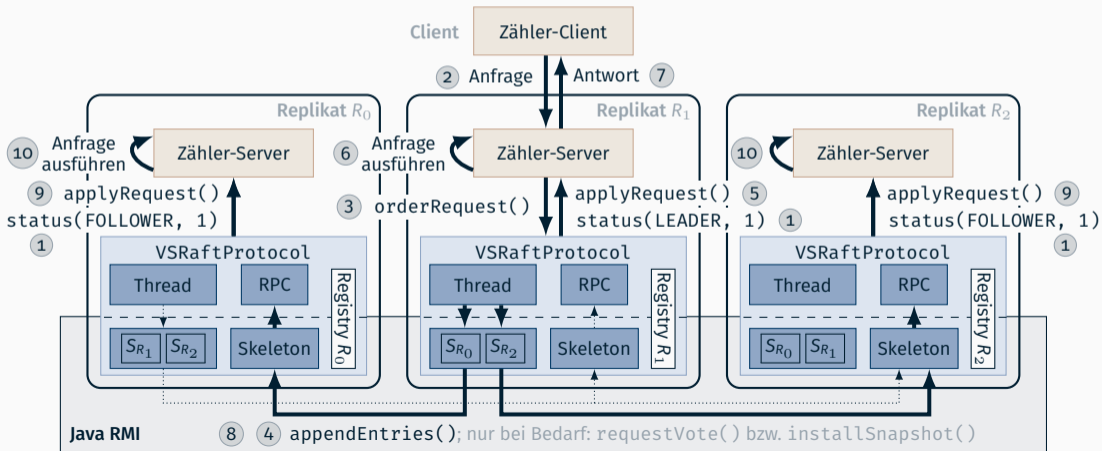 Client
Zähler-Client
2 Anfrage
Antwort 7
Replikat R0
Replikat R1
Replikat R2
10 Anfrage
ausführen
Zähler-Server
6 Anfrage
ausführen
Zähler-Server
10
Zähler-Server
9 applyRequest()
status(FOLLOWER, 1)
1
3 orderRequest()
applyRequest() 5
status(LEADER, 1) 1
applyRequest() 9
status(FOLLOWER, 1)
1
VSRaftProtocol
Thread
RPC
SR1 SR2
Skeleton
Registry R0
VSRaftProtocol
Thread
RPC
SR0 SR2
Skeleton
Registry R1
VSRaftProtocol
Thread
RPC
SR0 SR1
Skeleton
Registry R2
Java RMI
8 4 appendEntries(); nur bei Bedarf: requestVote() bzw. installSnapshot()